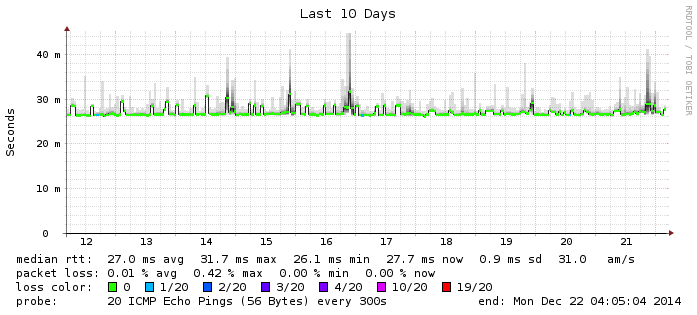 Last 10 Days
RRDTOOL / TOBI OETIKER
Seconds
40 m
30 m
20 m
10 m
0
12 13 14 15 16 17 18 19 20 21
median rtt: 27.0 ms avg 31.7 ms max 26.1 ms min 27.7 ms now 0.9 ms sd 31.0 am/s
packet loss: 0.01 % avg 0.42 % max 0.00 % min 0.00 % now
loss color: 0 1/20 2/20 3/20 4/20 10/20 19/20
probe: 20 ICMP Echo Pings (56 Bytes) every 300s end: Mon Dec 22 04:05:04 2014